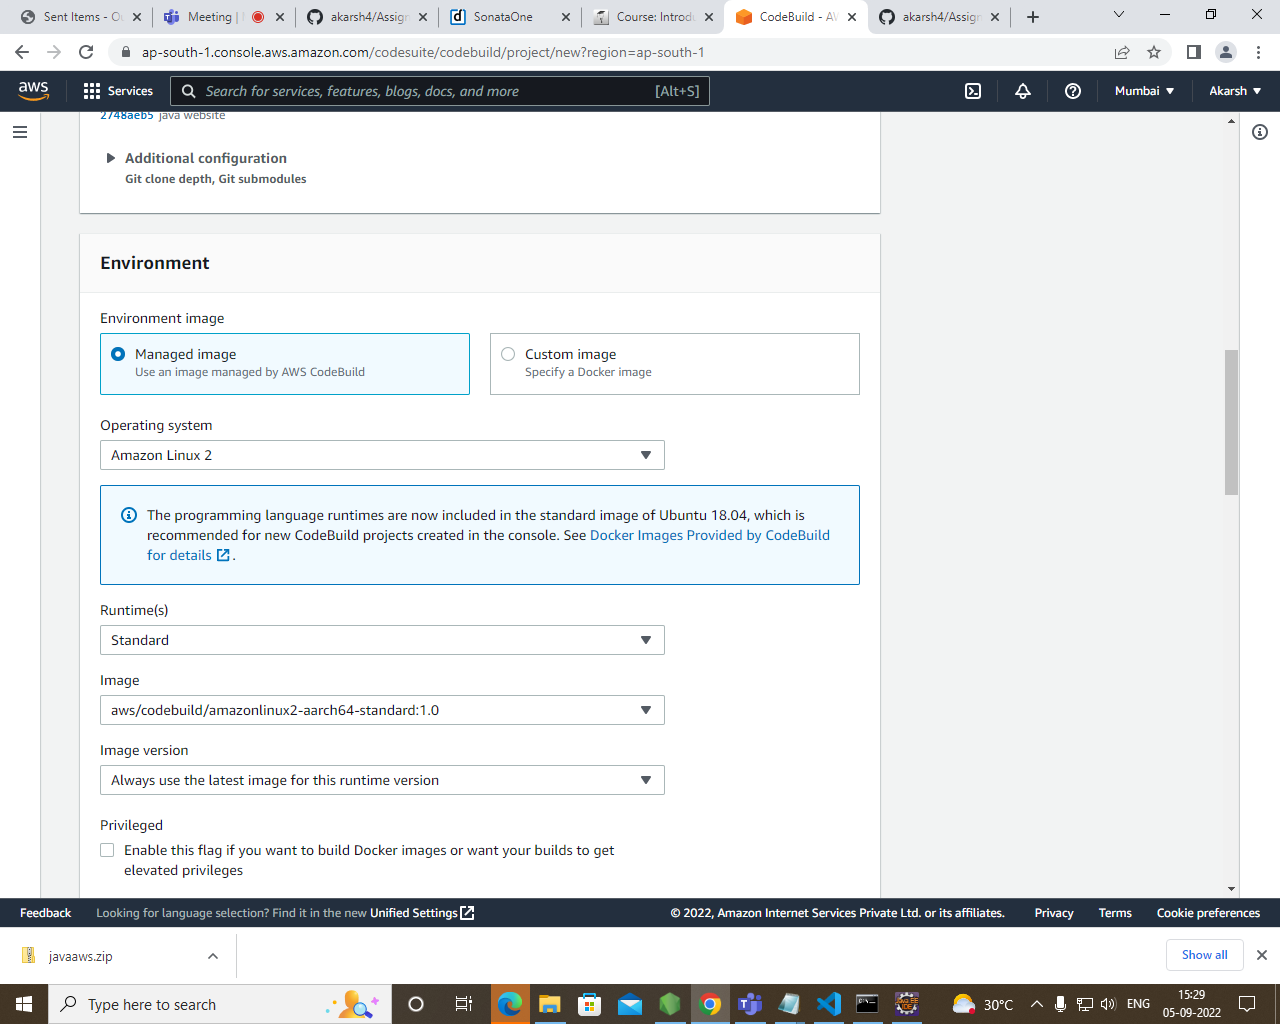 Sent Items - Ou
Meeting |
akarsh4/Assign
SonataOne
Course: Introdu
CodeBuild - AW
akarsh4/Assign
ap-south-1.console.aws.amazon.com/codesuite/codebuild/project/new?region=ap-south-1
aws
Services
Search for services, features, blogs, docs, and more
[Alt+S]
Mumbai
Akarsh
2748aeb5 java website
Additional configuration
Git clone depth, Git submodules
Environment
Environment image
Managed image
Use an image managed by AWS CodeBuild
Custom image
Specify a Docker image
Operating system
Amazon Linux 2
The programming language runtimes are now included in the standard image of Ubuntu 18.04, which is
recommended for new CodeBuild projects created in the console. See Docker Images Provided by CodeBuild
for details .
Runtime(s)
Standard
Image
aws/codebuild/amazonlinux2-aarch64-standard:1.0
Image version
Always use the latest image for this runtime version
Privileged
Enable this flag if you want to build Docker images or want your builds to get
elevated privileges
Feedback
Looking for language selection? Find it in the new Unified Settings
© 2022, Amazon Internet Services Private Ltd. or its affiliates.
Privacy
Terms
Cookie preferences
javaaws.zip
Show all
Type here to search
30°C
ENG
15:29
05-09-2022